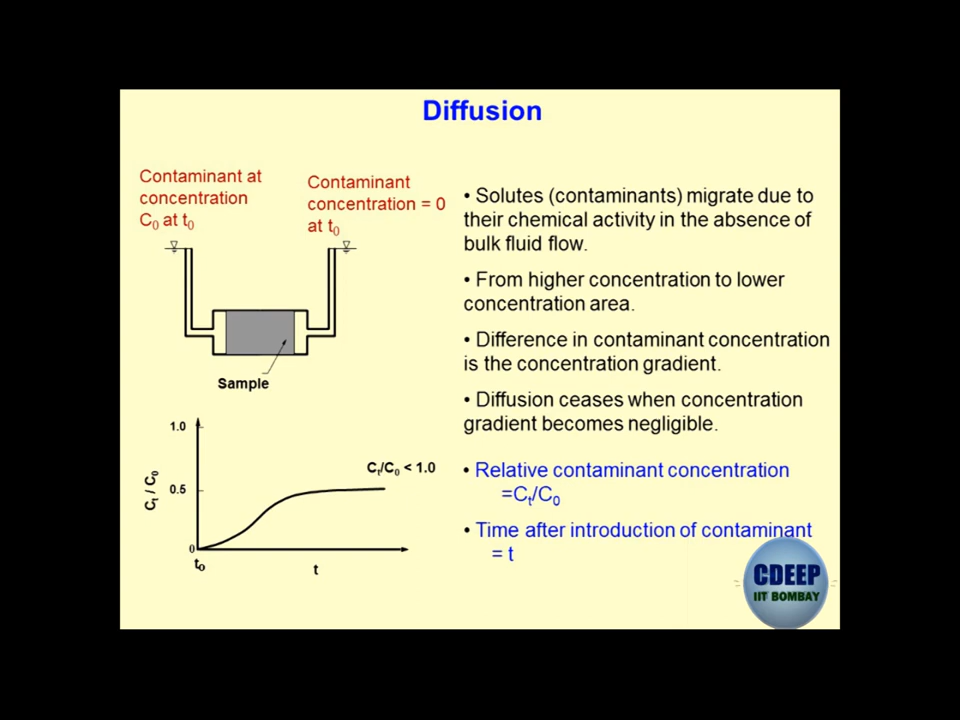 Diffusion
Contaminant at
concentration
C₀ at t₀
Contaminant
concentration = 0
at t₀
Sample
1.0
0.5
0
Cₜ / C₀
Cₜ/C₀ < 1.0
t₀
t
• Solutes (contaminants) migrate due to
their chemical activity in the absence of
bulk fluid flow.
• From higher concentration to lower
concentration area.
• Difference in contaminant concentration
is the concentration gradient.
• Diffusion ceases when concentration
gradient becomes negligible.
• Relative contaminant concentration
=Cₜ/C₀
• Time after introduction of contaminant
= t
CDEEP
IIT BOMBAY